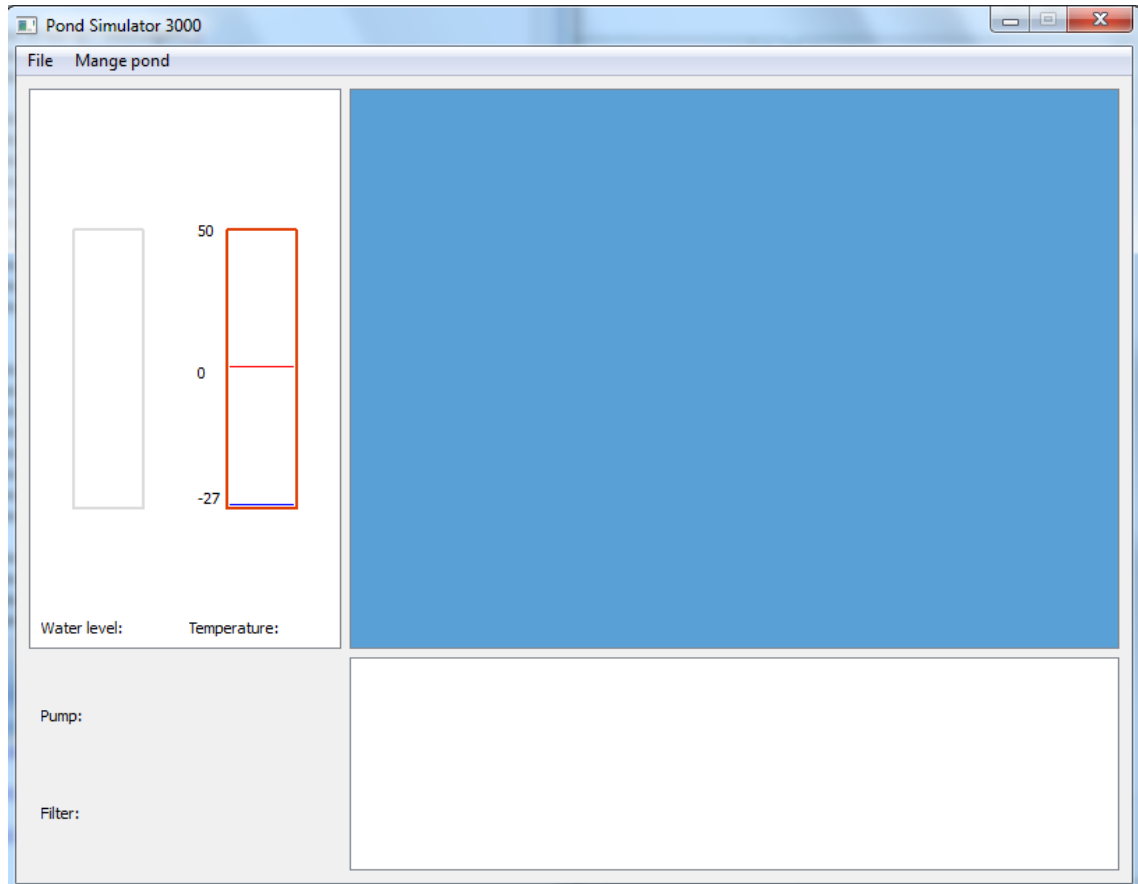 Pond Simulator 3000
File Mange pond
50
0
-27
Water level: Temperature:
Pump:
Filter: